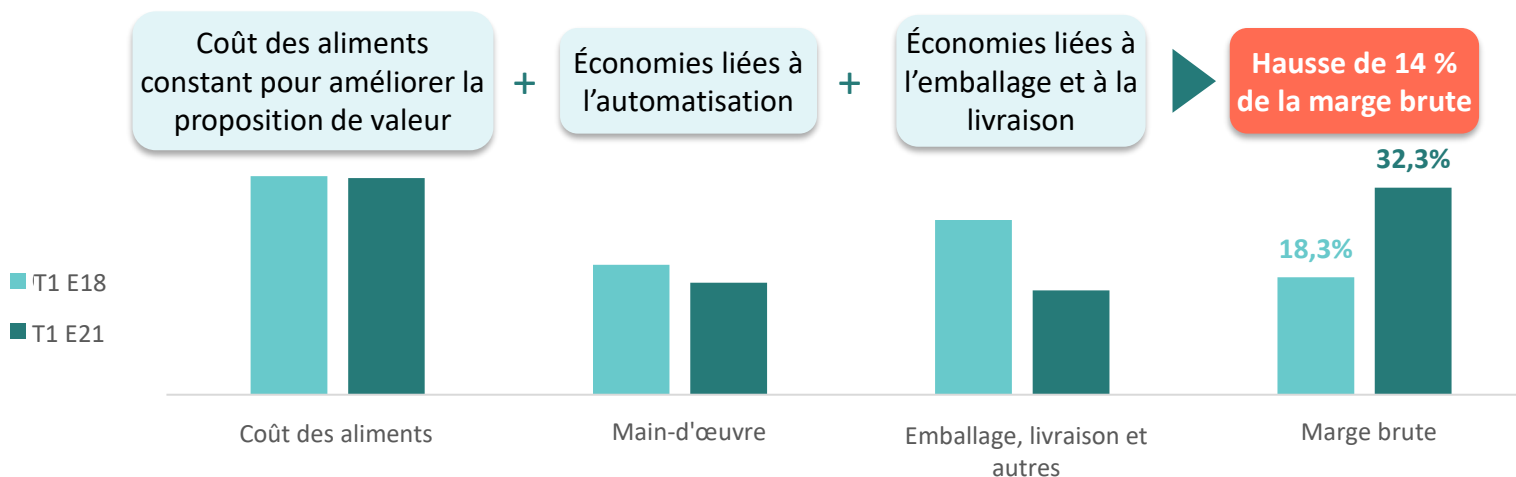 Coût des aliments
constant pour améliorer la
proposition de valeur
+
Économies liées à
l’automatisation
+
Économies liées à
l’emballage et à la
livraison
Hausse de 14 %
de la marge brute
32,3%
18,3%
T1 E18
T1 E21
Coût des aliments
Main-d'œuvre
Emballage, livraison et
autres
Marge brute